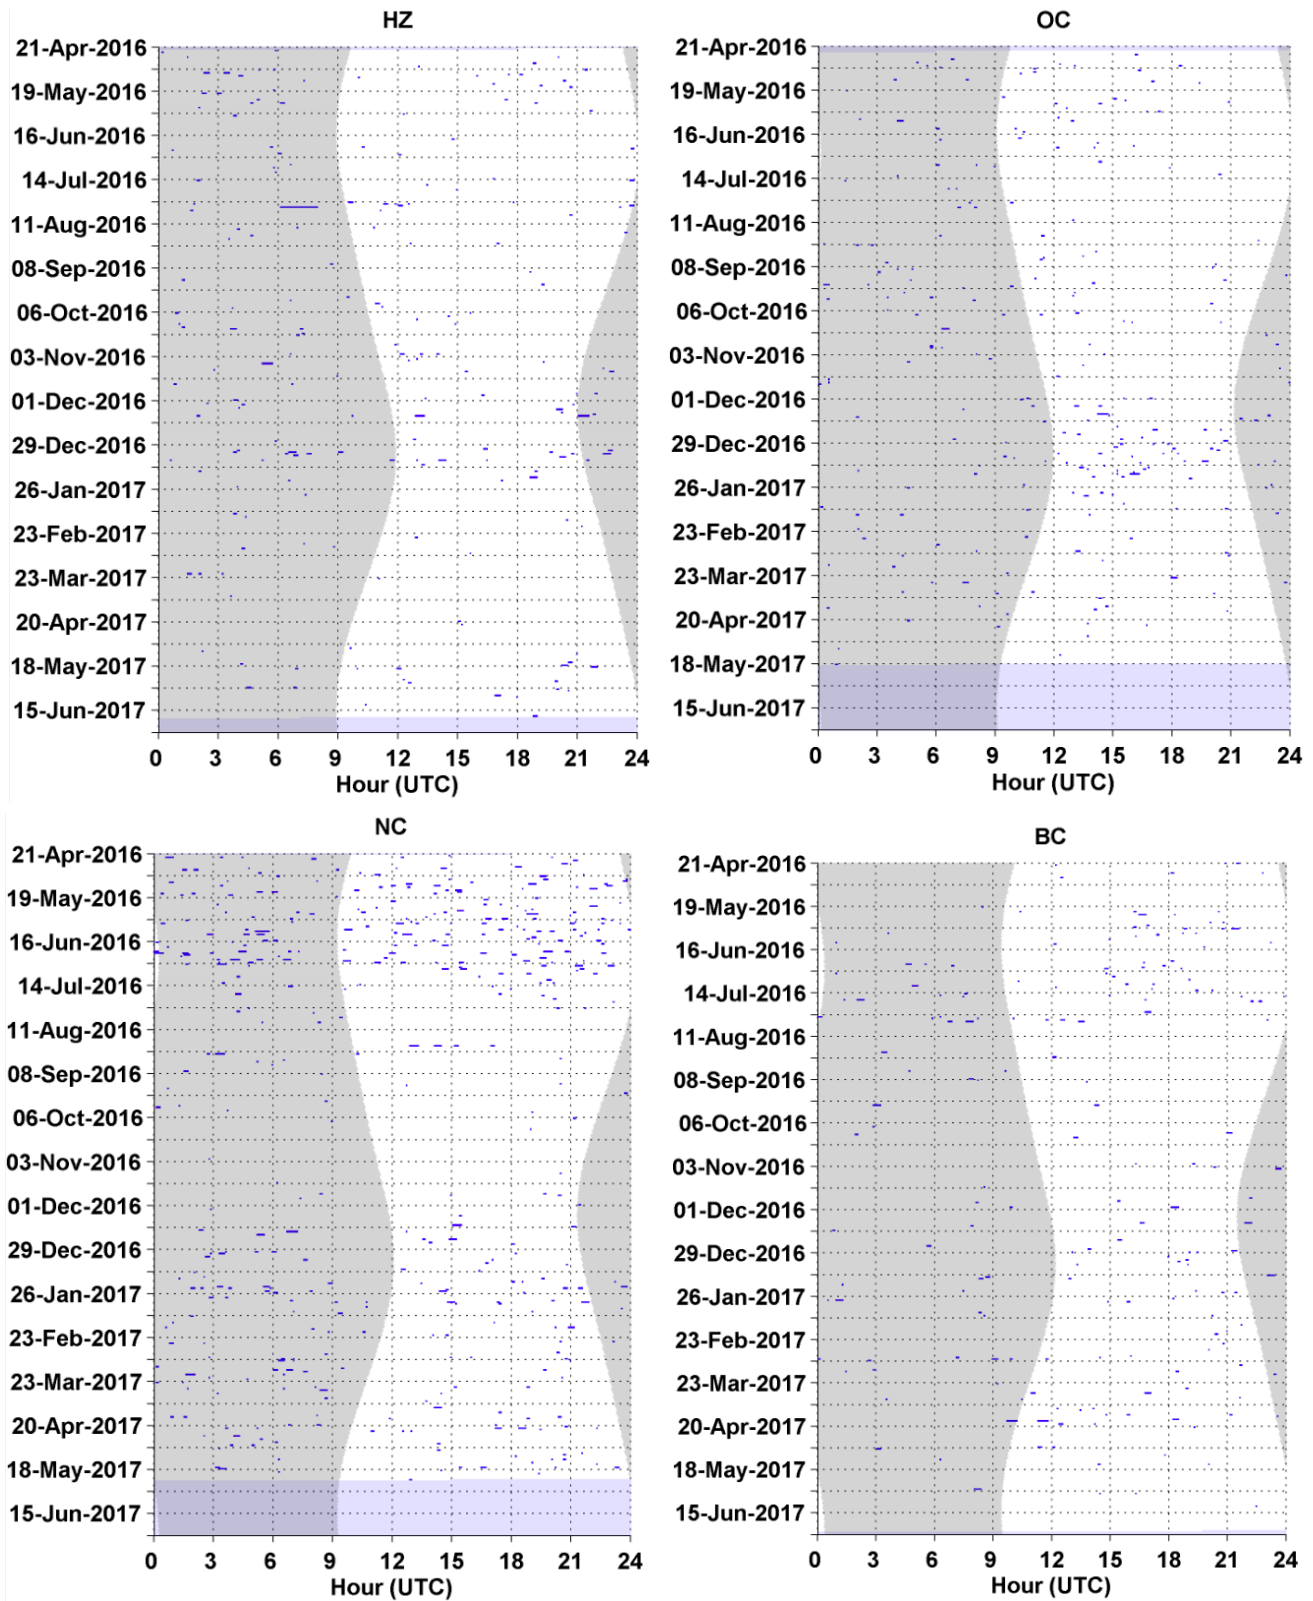 HZ
21-Apr-2016
19-May-2016
16-Jun-2016
14-Jul-2016
11-Aug-2016
08-Sep-2016
06-Oct-2016
03-Nov-2016
01-Dec-2016
29-Dec-2016
26-Jan-2017
23-Feb-2017
23-Mar-2017
20-Apr-2017
18-May-2017
15-Jun-2017
0 3 6 9 12 15 18 21 24
Hour (UTC)
OC
21-Apr-2016
19-May-2016
16-Jun-2016
14-Jul-2016
11-Aug-2016
08-Sep-2016
06-Oct-2016
03-Nov-2016
01-Dec-2016
29-Dec-2016
26-Jan-2017
23-Feb-2017
23-Mar-2017
20-Apr-2017
18-May-2017
15-Jun-2017
0 3 6 9 12 15 18 21 24
Hour (UTC)
NC
21-Apr-2016
19-May-2016
16-Jun-2016
14-Jul-2016
11-Aug-2016
08-Sep-2016
06-Oct-2016
03-Nov-2016
01-Dec-2016
29-Dec-2016
26-Jan-2017
23-Feb-2017
23-Mar-2017
20-Apr-2017
18-May-2017
15-Jun-2017
0 3 6 9 12 15 18 21 24
Hour (UTC)
BC
21-Apr-2016
19-May-2016
16-Jun-2016
14-Jul-2016
11-Aug-2016
08-Sep-2016
06-Oct-2016
03-Nov-2016
01-Dec-2016
29-Dec-2016
26-Jan-2017
23-Feb-2017
23-Mar-2017
20-Apr-2017
18-May-2017
15-Jun-2017
0 3 6 9 12 15 18 21 24
Hour (UTC)